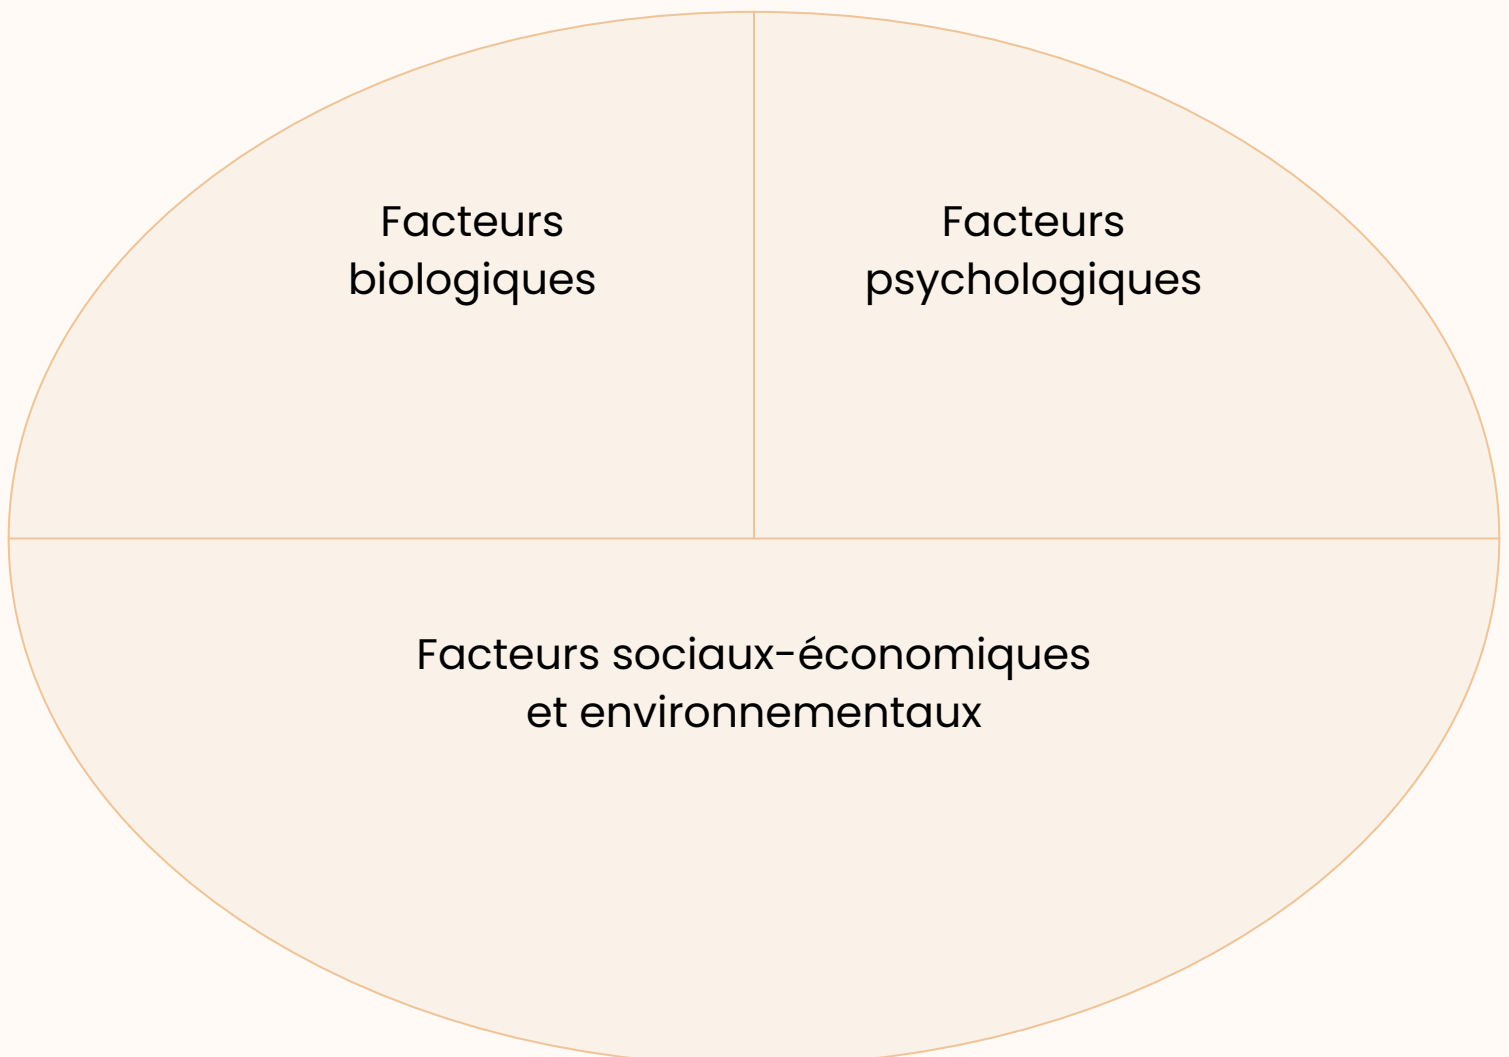 Facteurs
biologiques
Facteurs
psychologiques
Facteurs sociaux-économiques
et environnementaux